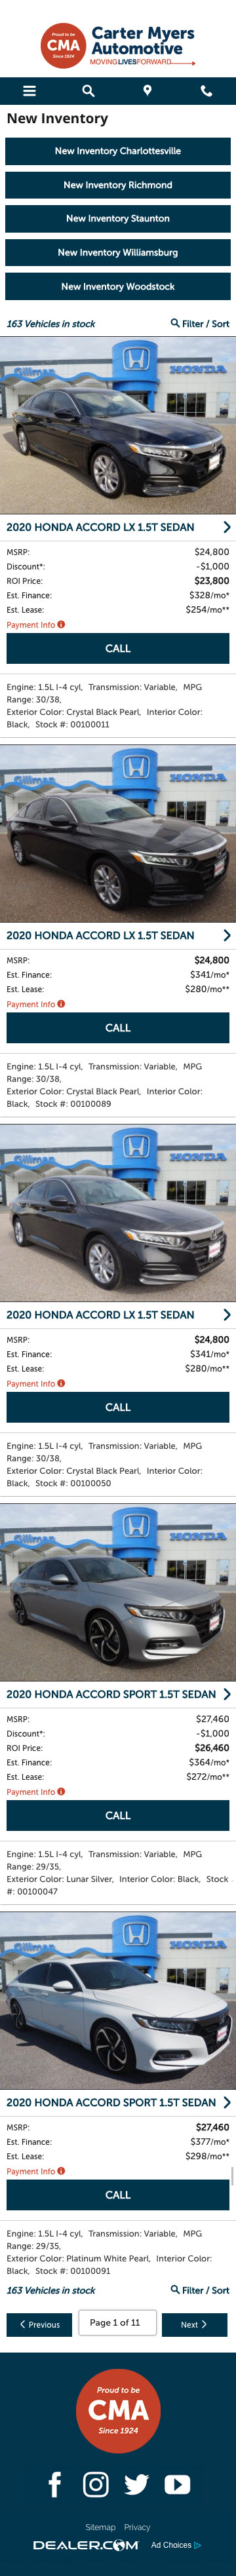 Proud to be
CMA
Since 1924
Carter Myers
Automotive
MOVINGLIVESFORWARD
New Inventory
New Inventory Charlottesville
New Inventory Richmond
New Inventory Staunton
New Inventory Williamsburg
New Inventory Woodstock
163 Vehicles in stock Filter / Sort
Gillman HONDA
2020 HONDA ACCORD LX 1.5T SEDAN
MSRP: $24,800
Discount*: -$1,000
ROI Price: $23,800
Est. Finance: $328/mo*
Est. Lease: $254/mo**
Payment Info
CALL
Engine: 1.5L I-4 cyl, Transmission: Variable, MPG
Range: 30/38,
Exterior Color: Crystal Black Pearl, Interior Color:
Black, Stock #: 00100011
Gillman HONDA
2020 HONDA ACCORD LX 1.5T SEDAN
MSRP: $24,800
Est. Finance: $341/mo*
Est. Lease: $280/mo**
Payment Info
CALL
Engine: 1.5L I-4 cyl, Transmission: Variable, MPG
Range: 30/38,
Exterior Color: Crystal Black Pearl, Interior Color:
Black, Stock #: 00100089
Gillman HONDA
2020 HONDA ACCORD LX 1.5T SEDAN
MSRP: $24,800
Est. Finance: $341/mo*
Est. Lease: $280/mo**
Payment Info
CALL
Engine: 1.5L I-4 cyl, Transmission: Variable, MPG
Range: 30/38,
Exterior Color: Crystal Black Pearl, Interior Color:
Black, Stock #: 00100050
Gillman HONDA
2020 HONDA ACCORD SPORT 1.5T SEDAN
MSRP: $27,460
Discount*: -$1,000
ROI Price: $26,460
Est. Finance: $364/mo*
Est. Lease: $272/mo**
Payment Info
CALL
Engine: 1.5L I-4 cyl, Transmission: Variable, MPG
Range: 29/35,
Exterior Color: Lunar Silver, Interior Color: Black, Stock
#: 00100047
Gillman HONDA
2020 HONDA ACCORD SPORT 1.5T SEDAN
MSRP: $27,460
Est. Finance: $377/mo*
Est. Lease: $298/mo**
Payment Info
CALL
Engine: 1.5L I-4 cyl, Transmission: Variable, MPG
Range: 29/35,
Exterior Color: Platinum White Pearl, Interior Color:
Black, Stock #: 00100091
163 Vehicles in stock Filter / Sort
Previous Page 1 of 11 Next
Proud to be
CMA
Since 1924
Sitemap Privacy
DEALER.COM Ad Choices